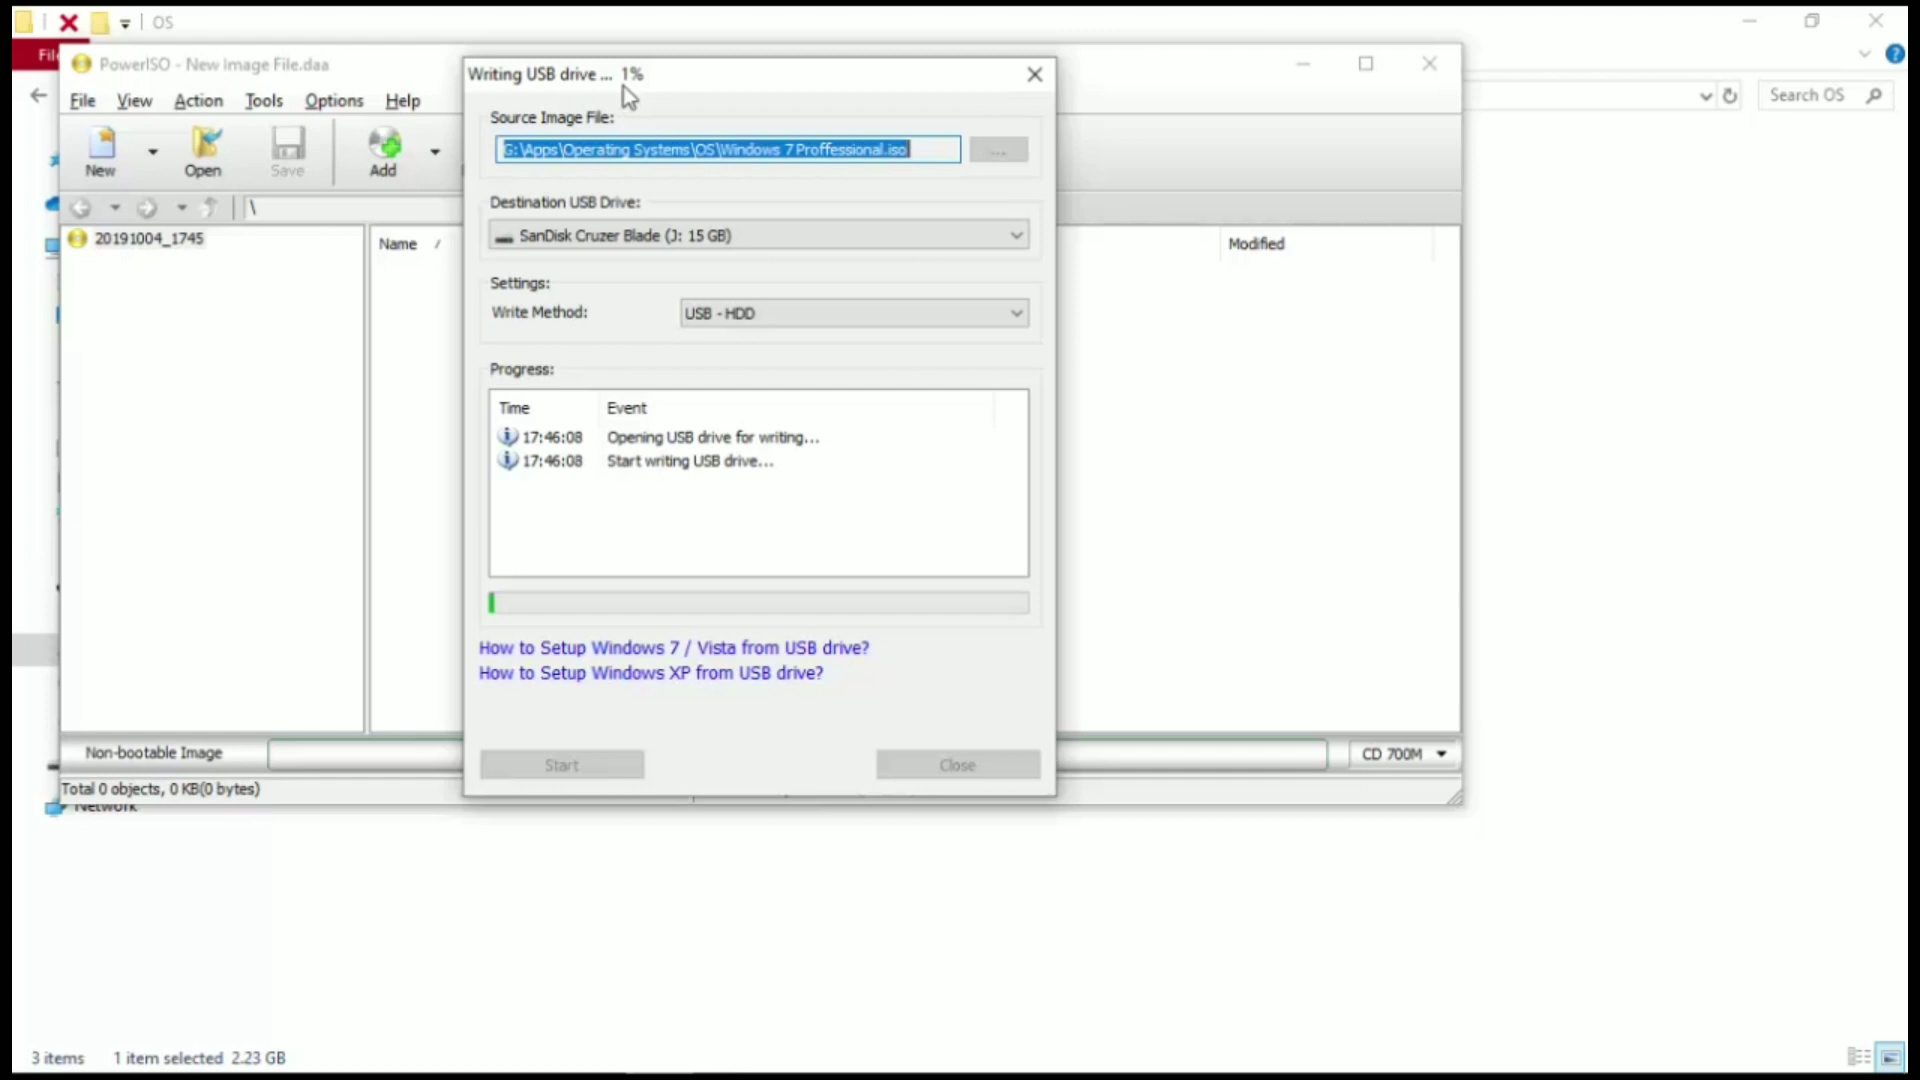 OS
File
PowerISO - New Image File.daa
Writing USB drive ... 1%
File View Action Tools Options Help
Search OS
Source Image File:
G:\Apps\Operating Systems\OS\Windows 7 Proffessional.iso
...
New Open Save Add
Destination USB Drive:
\
SanDisk Cruzer Blade (J: 15 GB)
20191004_1745
Name
Modified
Settings:
Write Method:
USB - HDD
Progress:
Time Event
17:46:08 Opening USB drive for writing...
17:46:08 Start writing USB drive...
How to Setup Windows 7 / Vista from USB drive?
How to Setup Windows XP from USB drive?
Non-bootable Image
CD 700M
Start
Close
Total 0 objects, 0 KB(0 bytes)
Network
3 items 1 item selected 2.23 GB